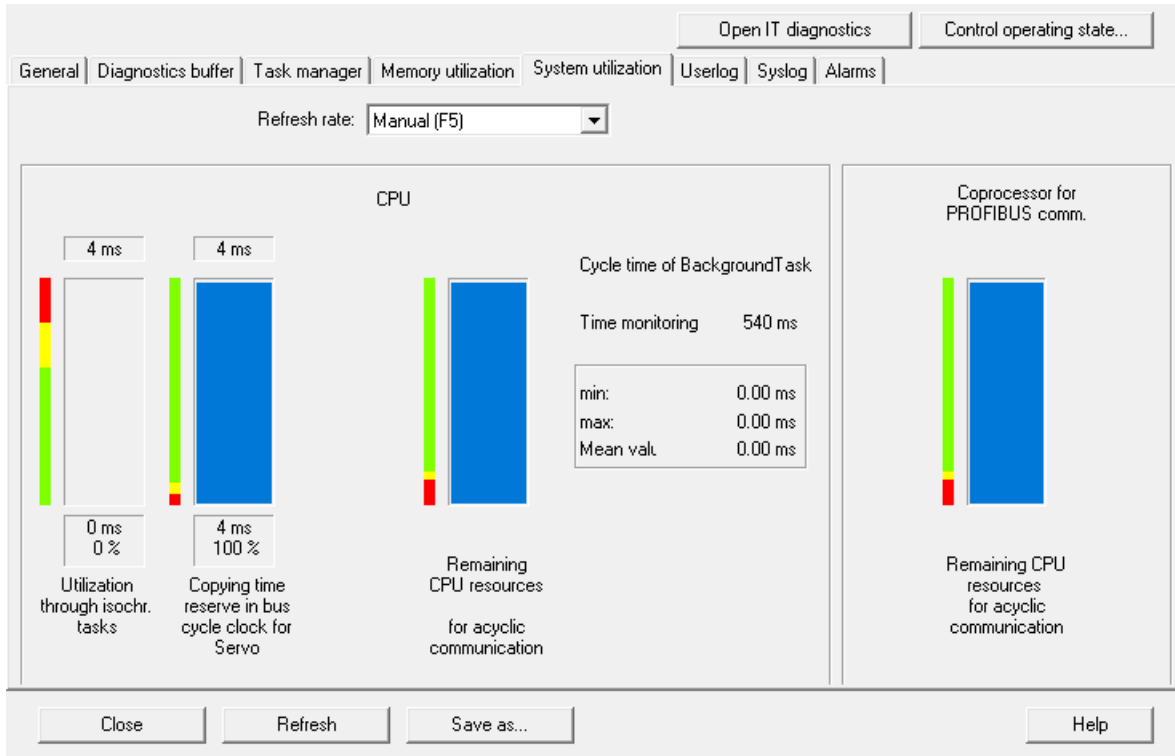 Open IT diagnostics
Control operating state...
General
Diagnostics buffer
Task manager
Memory utilization
System utilization
Userlog
Syslog
Alarms
Refresh rate:
Manual (F5)
CPU
4 ms
4 ms
0 ms
0 %
4 ms
100 %
Utilization
through isochr.
tasks
Copying time
reserve in bus
cycle clock for
Servo
Remaining
CPU resources
for acyclic
communication
Cycle time of BackgroundTask
Time monitoring 540 ms
min: 0.00 ms
max: 0.00 ms
Mean valu 0.00 ms
Coprocessor for
PROFIBUS comm.
Remaining CPU
resources
for acyclic
communication
Close
Refresh
Save as...
Help